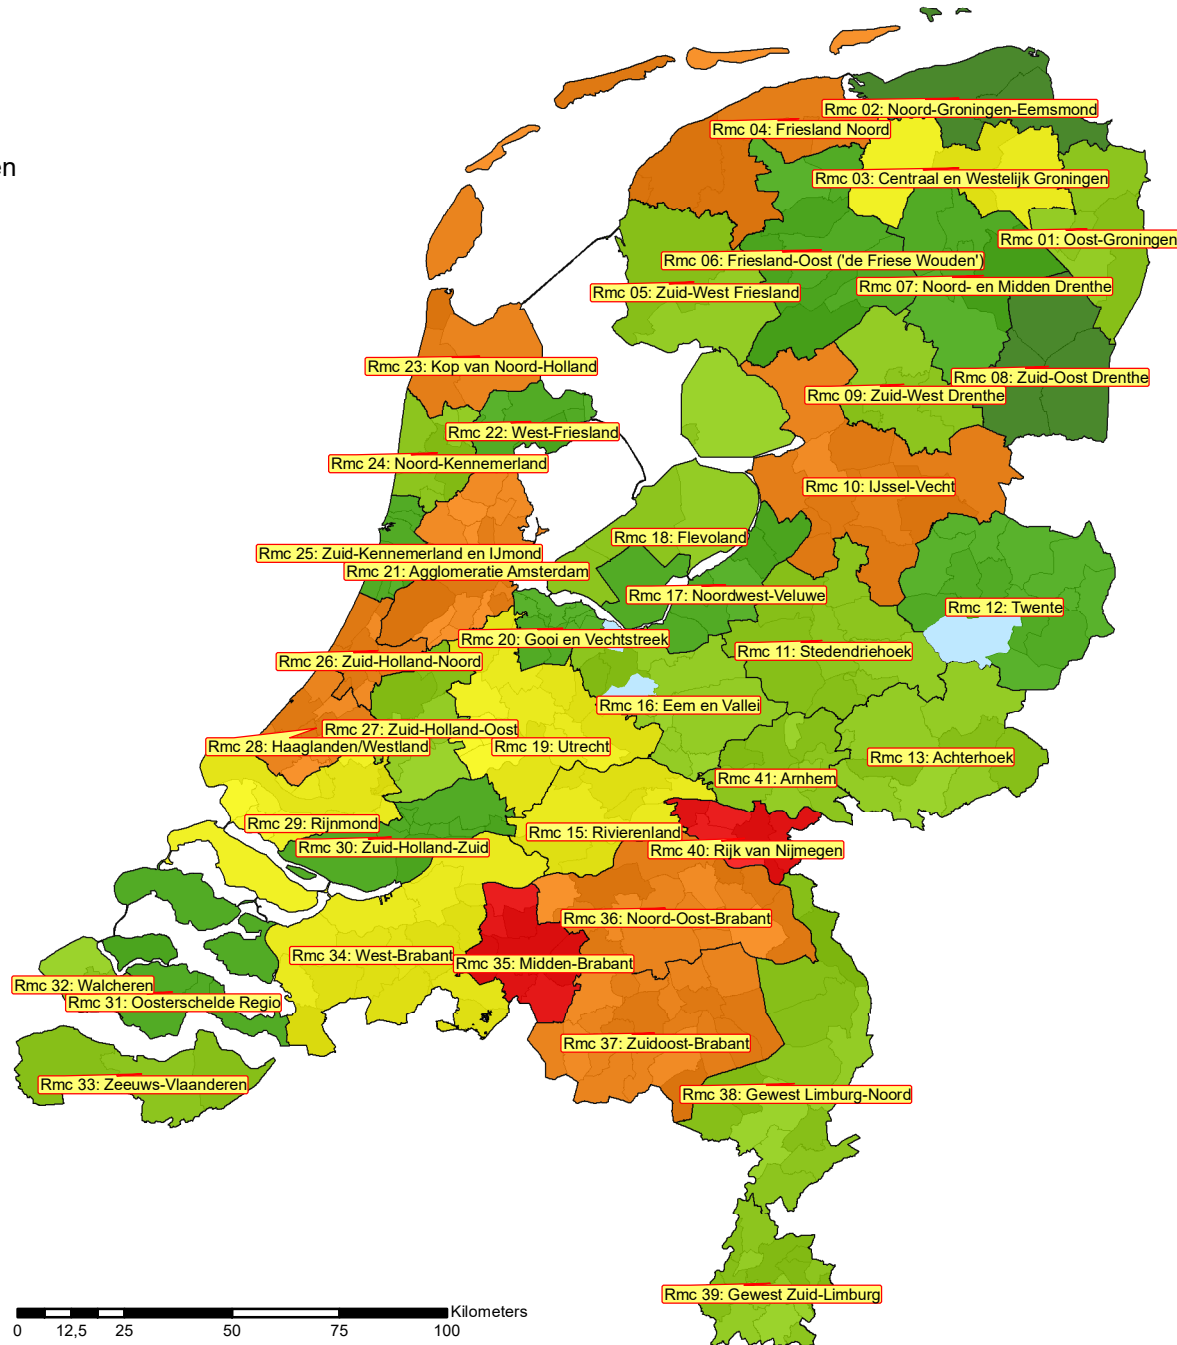 Rmc 02: Noord-Groningen-Eemsmond
Rmc 04: Friesland Noord
en
Rmc 03: Centraal en Westelijk Groningen
Rmc 01: Oost-Groningen
Rmc 06: Friesland-Oost ('de Friese Wouden')
Rmc 07: Noord- en Midden Drenthe
Rmc 05: Zuid-West Friesland
Rmc 23: Kop van Noord-Holland
Rmc 08: Zuid-Oost Drenthe
Rmc 09: Zuid-West Drenthe
Rmc 22: West-Friesland
Rmc 24: Noord-Kennemerland
Rmc 10: IJssel-Vecht
Rmc 18: Flevoland
Rmc 25: Zuid-Kennemerland en IJmond
Rmc 21: Agglomeratie Amsterdam
Rmc 17: Noordwest-Veluwe
Rmc 12: Twente
Rmc 20: Gooi en Vechtstreek
Rmc 11: Stedendriehoek
Rmc 26: Zuid-Holland-Noord
Rmc 16: Eem en Vallei
Rmc 27: Zuid-Holland-Oost
Rmc 28: Haaglanden/Westland
Rmc 19: Utrecht
Rmc 13: Achterhoek
Rmc 41: Arnhem
Rmc 29: Rijnmond
Rmc 15: Rivierenland
Rmc 30: Zuid-Holland-Zuid
Rmc 40: Rijk van Nijmegen
Rmc 36: Noord-Oost-Brabant
Rmc 34: West-Brabant
Rmc 35: Midden-Brabant
Rmc 32: Walcheren
Rmc 31: Oosterschelde Regio
Rmc 37: Zuidoost-Brabant
Rmc 33: Zeeuws-Vlaanderen
Rmc 38: Gewest Limburg-Noord
Rmc 39: Gewest Zuid-Limburg
Kilometers
0 12,5 25 50 75 100